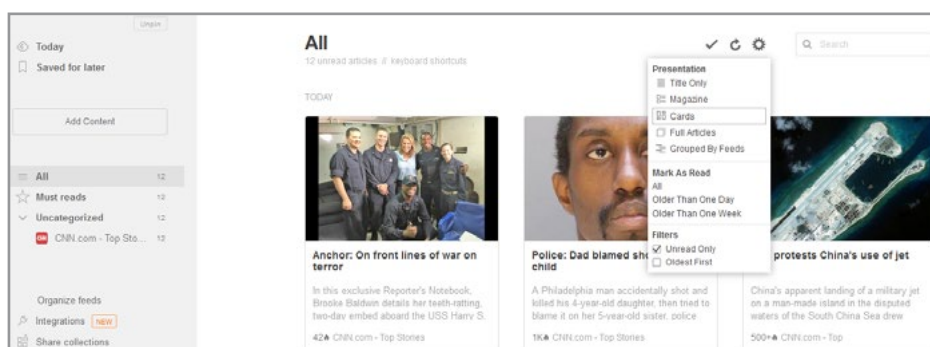 Unpin
Today
Saved for later
Add Content
All 12
Must reads 12
Uncategorized 12
CNN.com - Top Sto... 12
Organize feeds
Integrations NEW
Share collections
All
12 unread articles // keyboard shortcuts
Search
TODAY
Presentation
Title Only
Magazine
Cards
Full Articles
Grouped By Feeds
Mark As Read
All
Older Than One Day
Older Than One Week
Filters
Unread Only
Oldest First
Anchor: On front lines of war on
terror
In this exclusive Reporter's Notebook,
Brooke Baldwin details her teeth-ratting,
two-day embed aboard the USS Harry S.
42 CNN.com - Top Stories
Police: Dad blamed
child
A Philadelphia man accidentally shot and
killed his 4-year-old daughter, then tried to
blame it on her 5-year-old sister, police
1K CNN.com - Top Stories
protests China's use of jet
China's apparent landing of a military jet
on a man-made island in the disputed
waters of the South China Sea drew
500+ CNN.com - Top